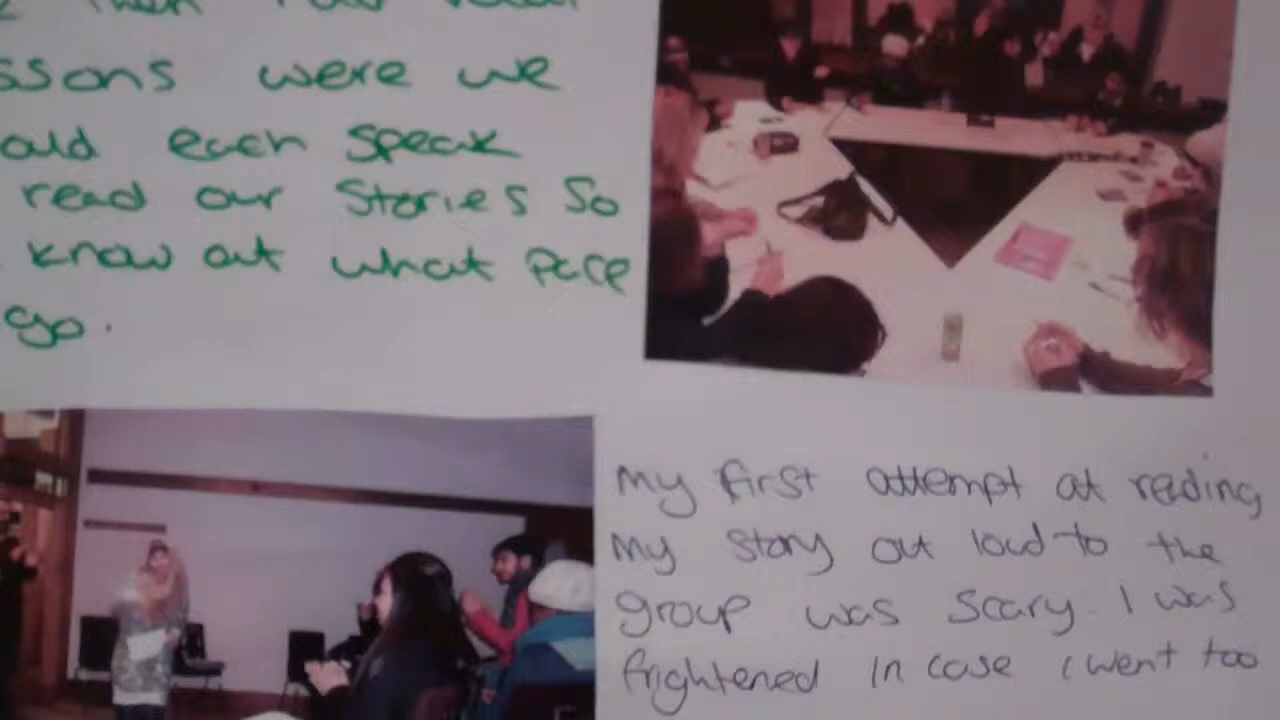 then
ssons were we
ould each speak
read our Stories So
know at what Pace
go.
My first attempt at reading
My story out loud to the
group was scary. I was
frightened in case I went too